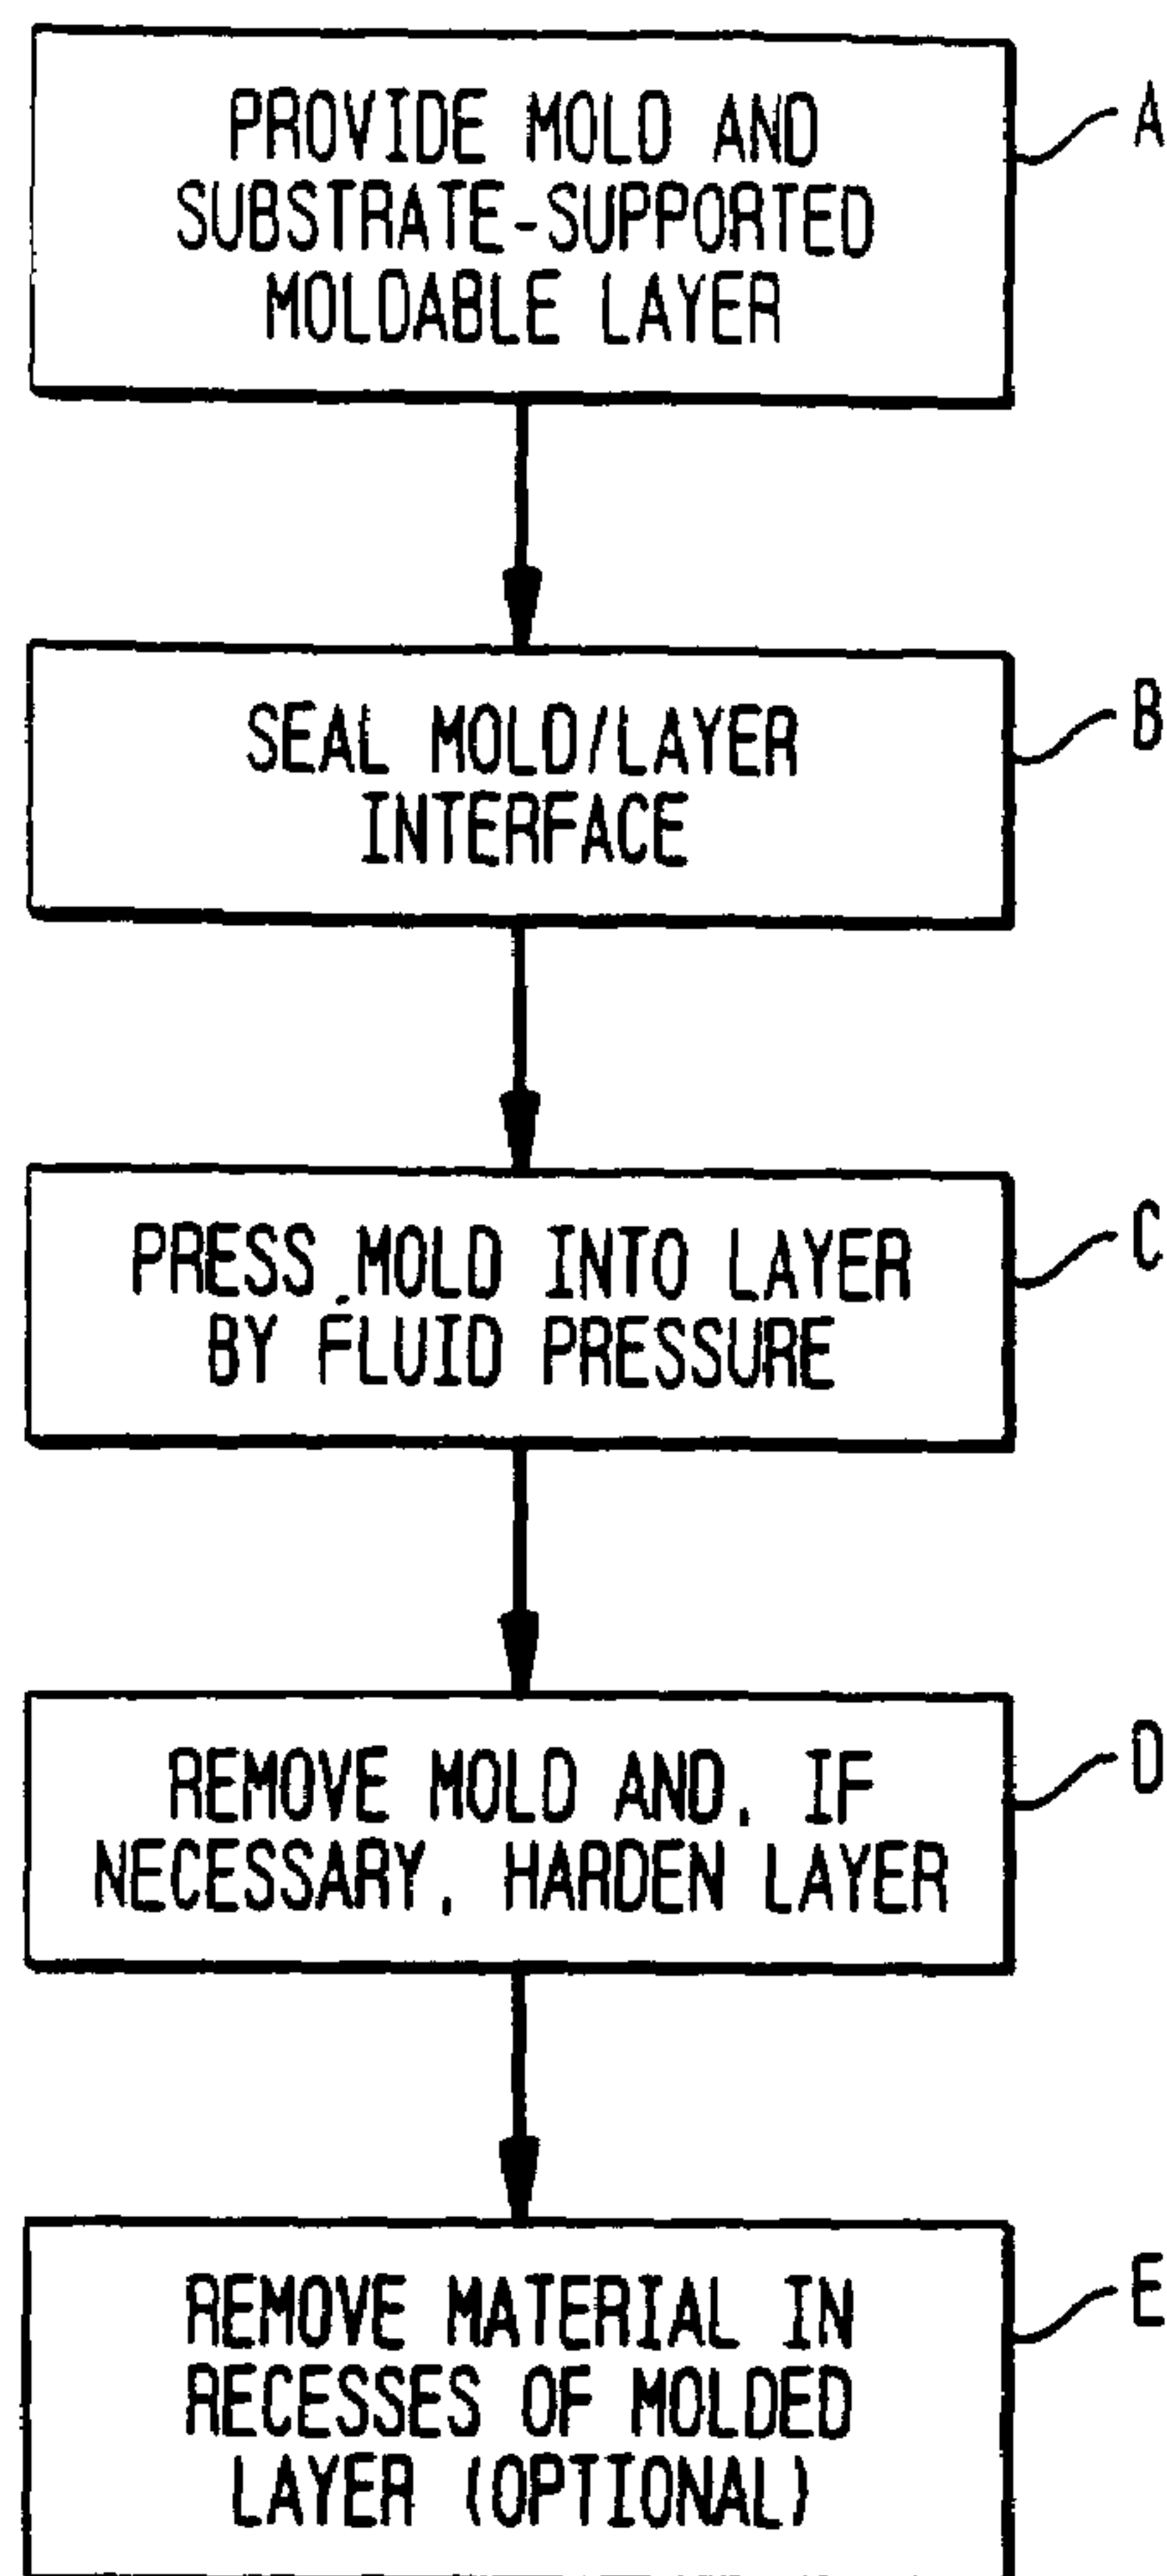 PROVIDE MOLD AND
SUBSTRATE-SUPPORTED
MOLDABLE LAYER
A
SEAL MOLD/LAYER
INTERFACE
B
PRESS MOLD INTO LAYER
BY FLUID PRESSURE
C
REMOVE MOLD AND, IF
NECESSARY, HARDEN LAYER
D
REMOVE MATERIAL IN
RECESSES OF MOLDED
LAYER (OPTIONAL)
E